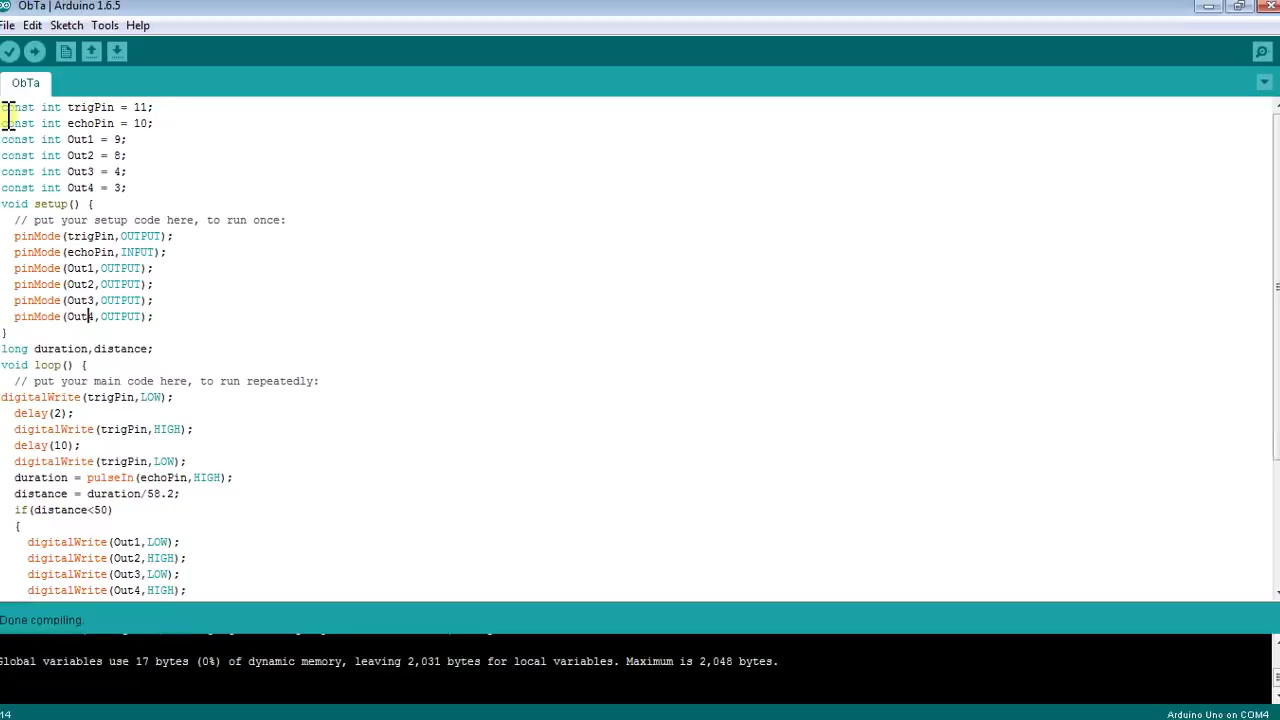 ObTa | Arduino 1.6.5
File Edit Sketch Tools Help
ObTa
const int trigPin = 11;
const int echoPin = 10;
const int Out1 = 9;
const int Out2 = 8;
const int Out3 = 4;
const int Out4 = 3;
void setup() {
// put your setup code here, to run once:
pinMode(trigPin,OUTPUT);
pinMode(echoPin,INPUT);
pinMode(Out1,OUTPUT);
pinMode(Out2,OUTPUT);
pinMode(Out3,OUTPUT);
pinMode(Out4,OUTPUT);
}
long duration,distance;
void loop() {
// put your main code here, to run repeatedly:
digitalWrite(trigPin,LOW);
delay(2);
digitalWrite(trigPin,HIGH);
delay(10);
digitalWrite(trigPin,LOW);
duration = pulseIn(echoPin,HIGH);
distance = duration/58.2;
if(distance<50)
{
digitalWrite(Out1,LOW);
digitalWrite(Out2,HIGH);
digitalWrite(Out3,LOW);
digitalWrite(Out4,HIGH);
Done compiling.
Global variables use 17 bytes (0%) of dynamic memory, leaving 2,031 bytes for local variables. Maximum is 2,048 bytes.
14
Arduino Uno on COM4